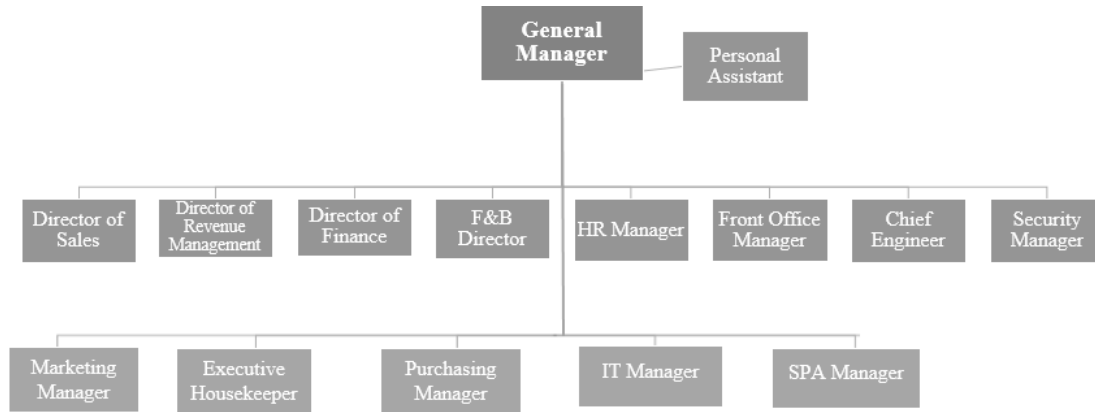 General
Manager
Personal
Assistant
Director of
Sales
Director of
Revenue
Management
Director of
Finance
F&B
Director
HR Manager
Front Office
Manager
Chief
Engineer
Security
Manager
Marketing
Manager
Executive
Housekeeper
Purchasing
Manager
IT Manager
SPA Manager